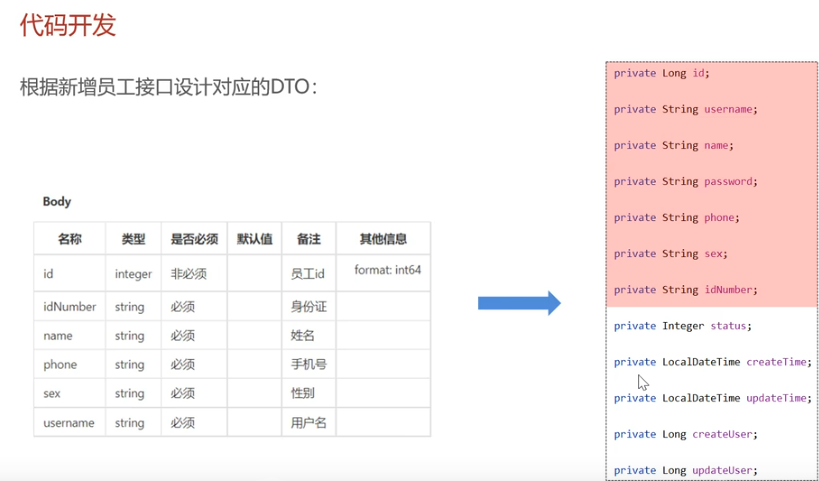 代码开发
根据新增员工接口设计对应的DTO：
Body
名称 类型 是否必须 默认值 备注 其他信息
id integer 非必须 员工id format: int64
idNumber string 必须 身份证
name string 必须 姓名
phone string 必须 手机号
sex string 必须 性别
username string 必须 用户名
private Long id;
private String username;
private String name;
private String password;
private String phone;
private String sex;
private String idNumber;
private Integer status;
private LocalDateTime createTime;
private LocalDateTime updateTime;
private Long createUser;
private Long updateUser;